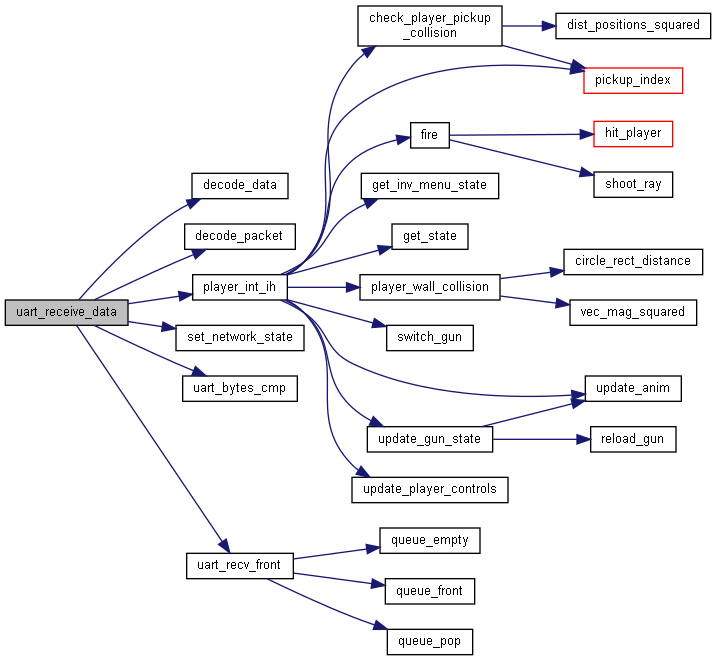 check_player_pickup
_collision
dist_positions_squared
pickup_index
fire
hit_player
decode_data
get_inv_menu_state
shoot_ray
decode_packet
get_state
circle_rect_distance
player_int_ih
player_wall_collision
uart_receive_data
vec_mag_squared
set_network_state
switch_gun
uart_bytes_cmp
update_anim
update_gun_state
reload_gun
update_player_controls
queue_empty
uart_recv_front
queue_front
queue_pop